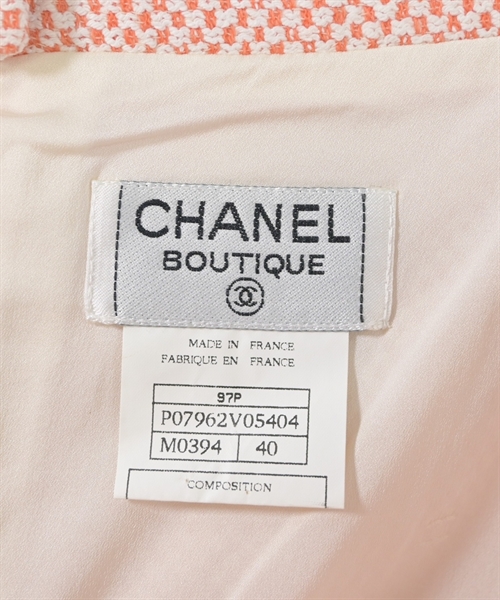 CHANEL
BOUTIQUE
MADE IN FRANCE
FABRIQUE EN FRANCE
97P
P07962V05404
M0394 40
COMPOSITION